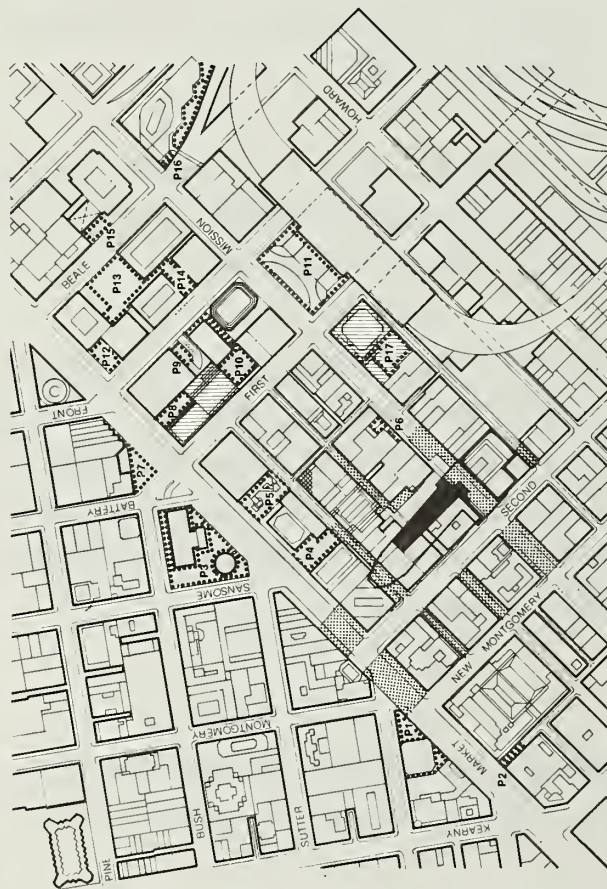 HOWARD
P16
MISSION
P15
BEALE
P13
P14
P11
P12
P9
P10
P17
P8
FIRST
FRONT
P6
P7
BATTERY
P5
P4
P3
SECOND
SANSOME
NEW MONTGOMERY
MONTGOMERY
P1
MARKET
P2
BUSH
SUTTER
KEARNY
PINE